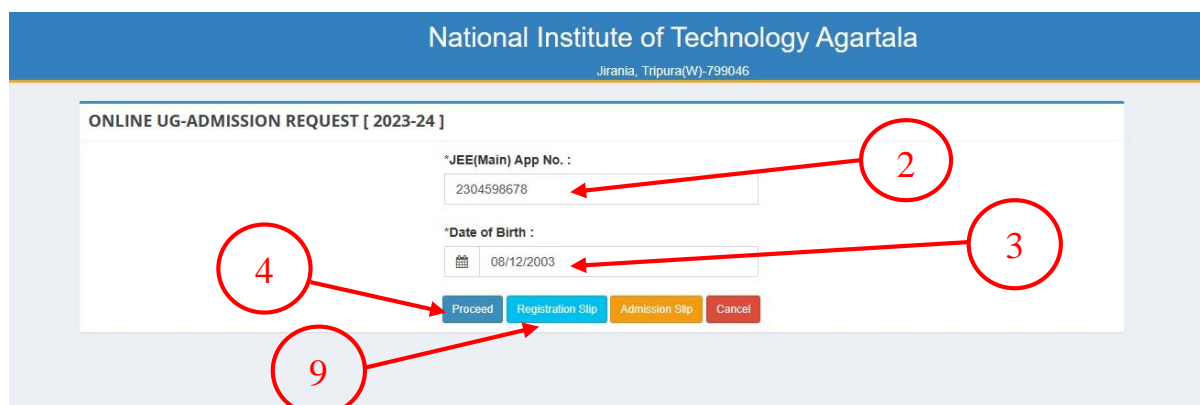 National Institute of Technology Agartala
Jirania, Tripura(W)-799046
ONLINE UG-ADMISSION REQUEST [ 2023-24 ]
*JEE(Main) App No. :
2
2304598678
*Date of Birth :
3
08/12/2003
4
Proceed Registration Slip Admission Slip Cancel
9